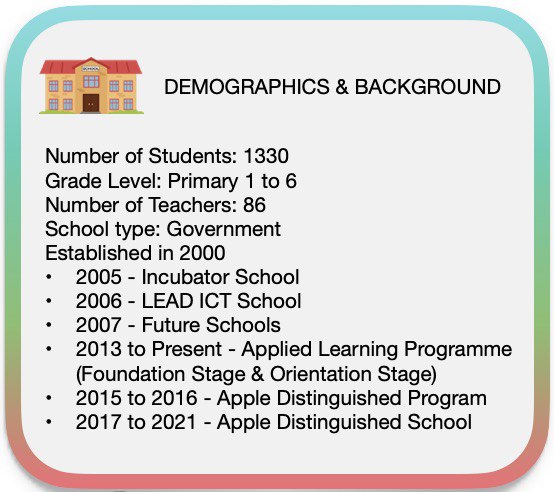 SCHOOL
DEMOGRAPHICS & BACKGROUND
Number of Students: 1330
Grade Level: Primary 1 to 6
Number of Teachers: 86
School type: Government
Established in 2000
• 2005 - Incubator School
• 2006 - LEAD ICT School
• 2007 - Future Schools
• 2013 to Present - Applied Learning Programme
(Foundation Stage & Orientation Stage)
• 2015 to 2016 - Apple Distinguished Program
• 2017 to 2021 - Apple Distinguished School